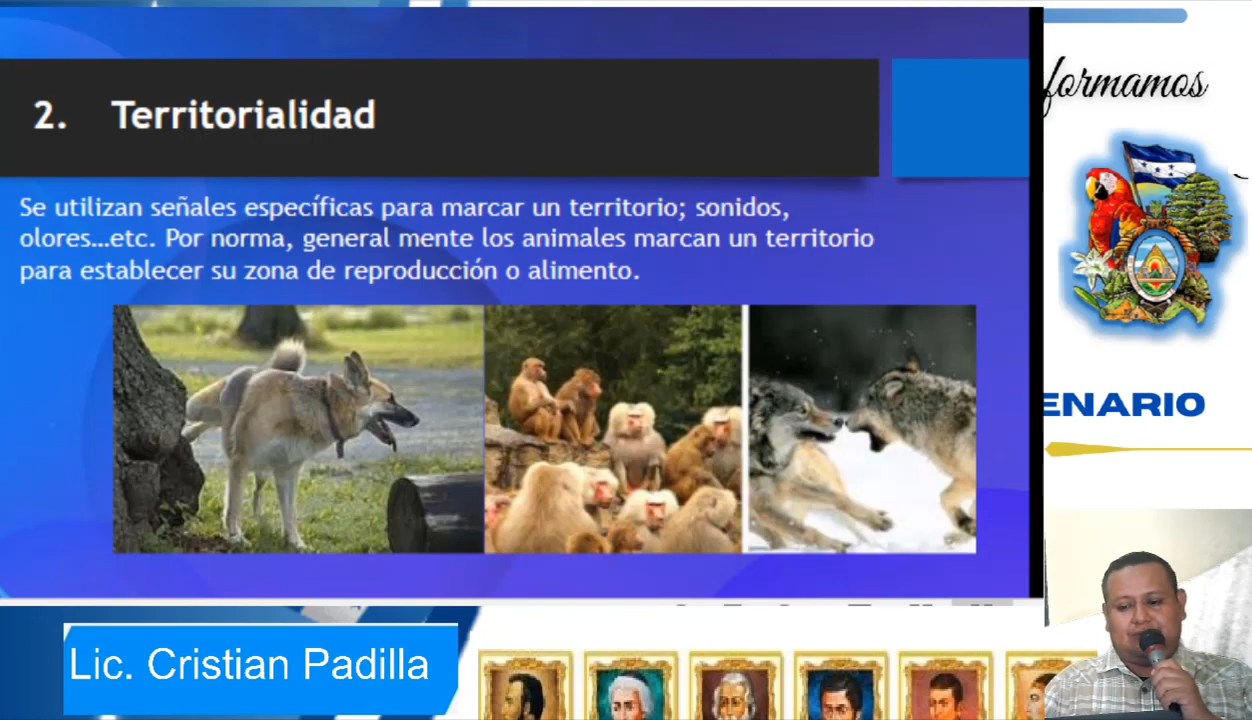 2. Territorialidad
Se utilizan señales específicas para marcar un territorio; sonidos,
olores...etc. Por norma, general mente los animales marcan un territorio
para establecer su zona de reproducción o alimento.
formamos
ENARIO
Lic. Cristian Padilla